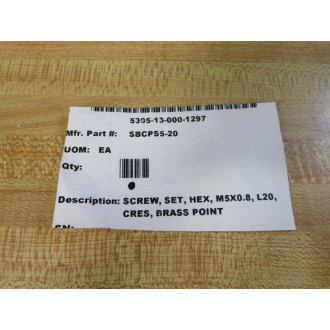 5305-13-000-1297
Mfr. Part #: SBCPS5-20
UOM: EA
Qty:
Description: SCREW, SET, HEX, M5X0.8, L20,
CRES, BRASS POINT